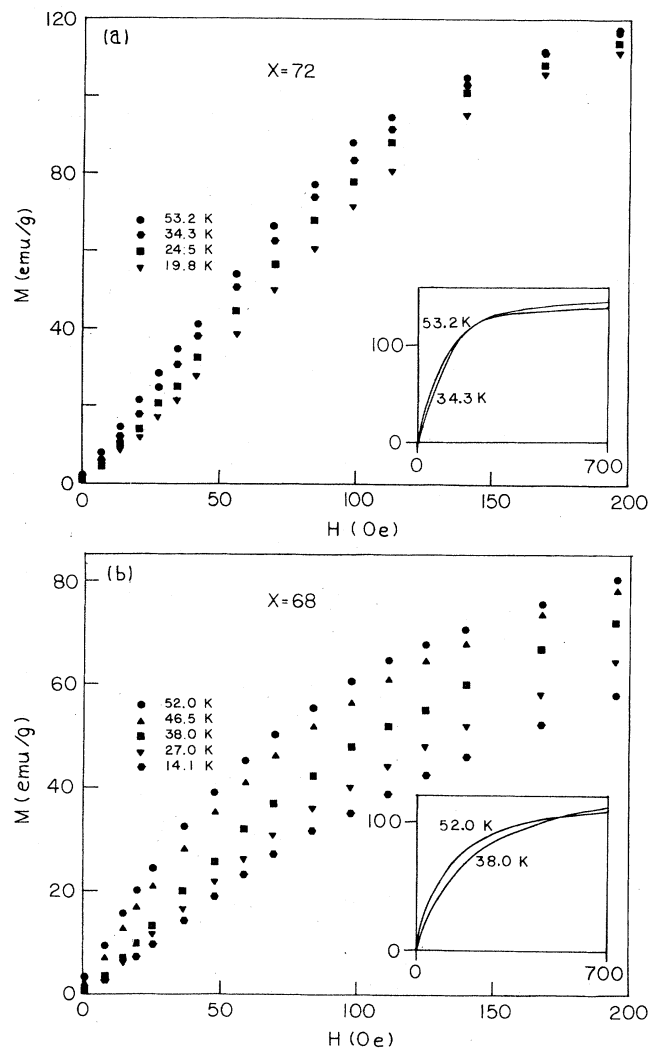 (a)
X=72
120
80
40
0
M (emu/g)
53.2 K
34.3 K
24.5 K
19.8 K
100
0
53.2 K
34.3 K
0
700
0
50
100
150
200
H (Oe)
(b)
X=68
80
60
40
20
0
M (emu/g)
52.0 K
46.5 K
38.0 K
27.0 K
14.1 K
100
0
52.0 K
38.0 K
0
700
0
50
100
150
200
H (Oe)